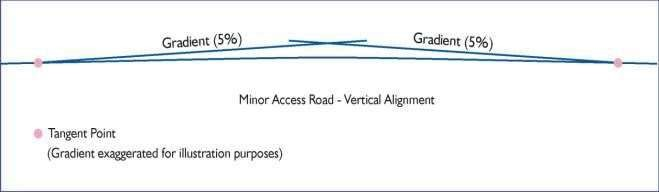 Gradient (5%)
Gradient (5%)
Minor Access Road - Vertical Alignment
Tangent Point
(Gradient exaggerated for illustration purposes)